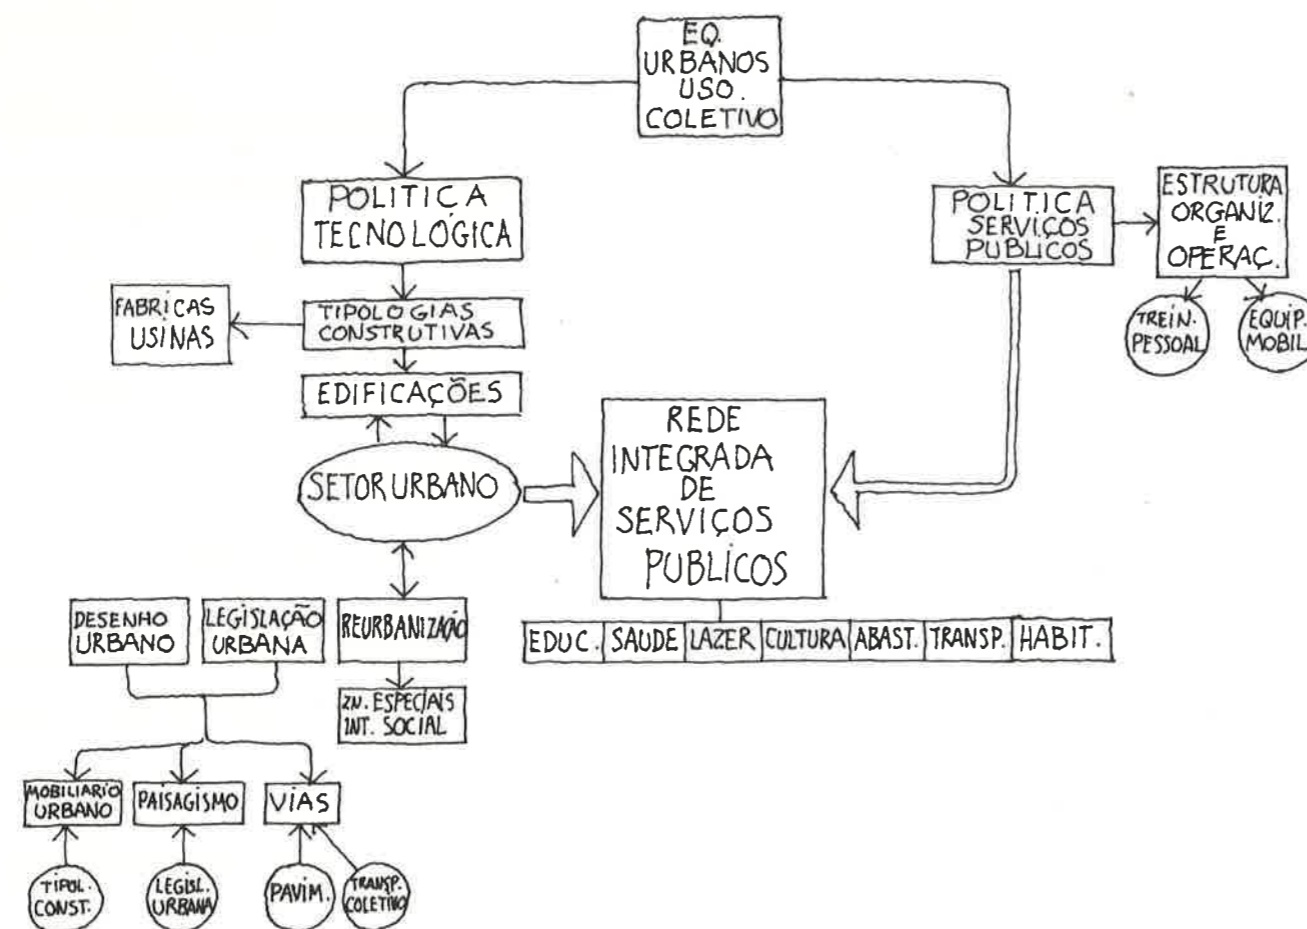 EQ.
URBANOS
USO.
COLETIVO
POLITICA
TECNOLÓGICA
POLITICA
SERVIÇOS
PUBLICOS
ESTRUTURA
ORGANIZ.
E
OPERAÇ.
TREIN.
PESSOAL
EQUIP.
MOBIL
FABRICAS
USINAS
TIPOLOGIAS
CONSTRUTIVAS
EDIFICAÇÕES
SETOR URBANO
REDE
INTEGRADA
DE
SERVIÇOS
PUBLICOS
EDUC. SAUDE LAZER CULTURA ABAST. TRANSP. HABIT.
DESENHO
URBANO
LEGISLAÇÃO
URBANA
REURBANIZAÇÃO
ZN. ESPECIAIS
INT. SOCIAL
MOBILIARIO
URBANO
PAISAGISMO
VIAS
TIPOL.
CONST.
LEGISL.
URBANA
PAVIM.
TRANSP.
COLETIVO